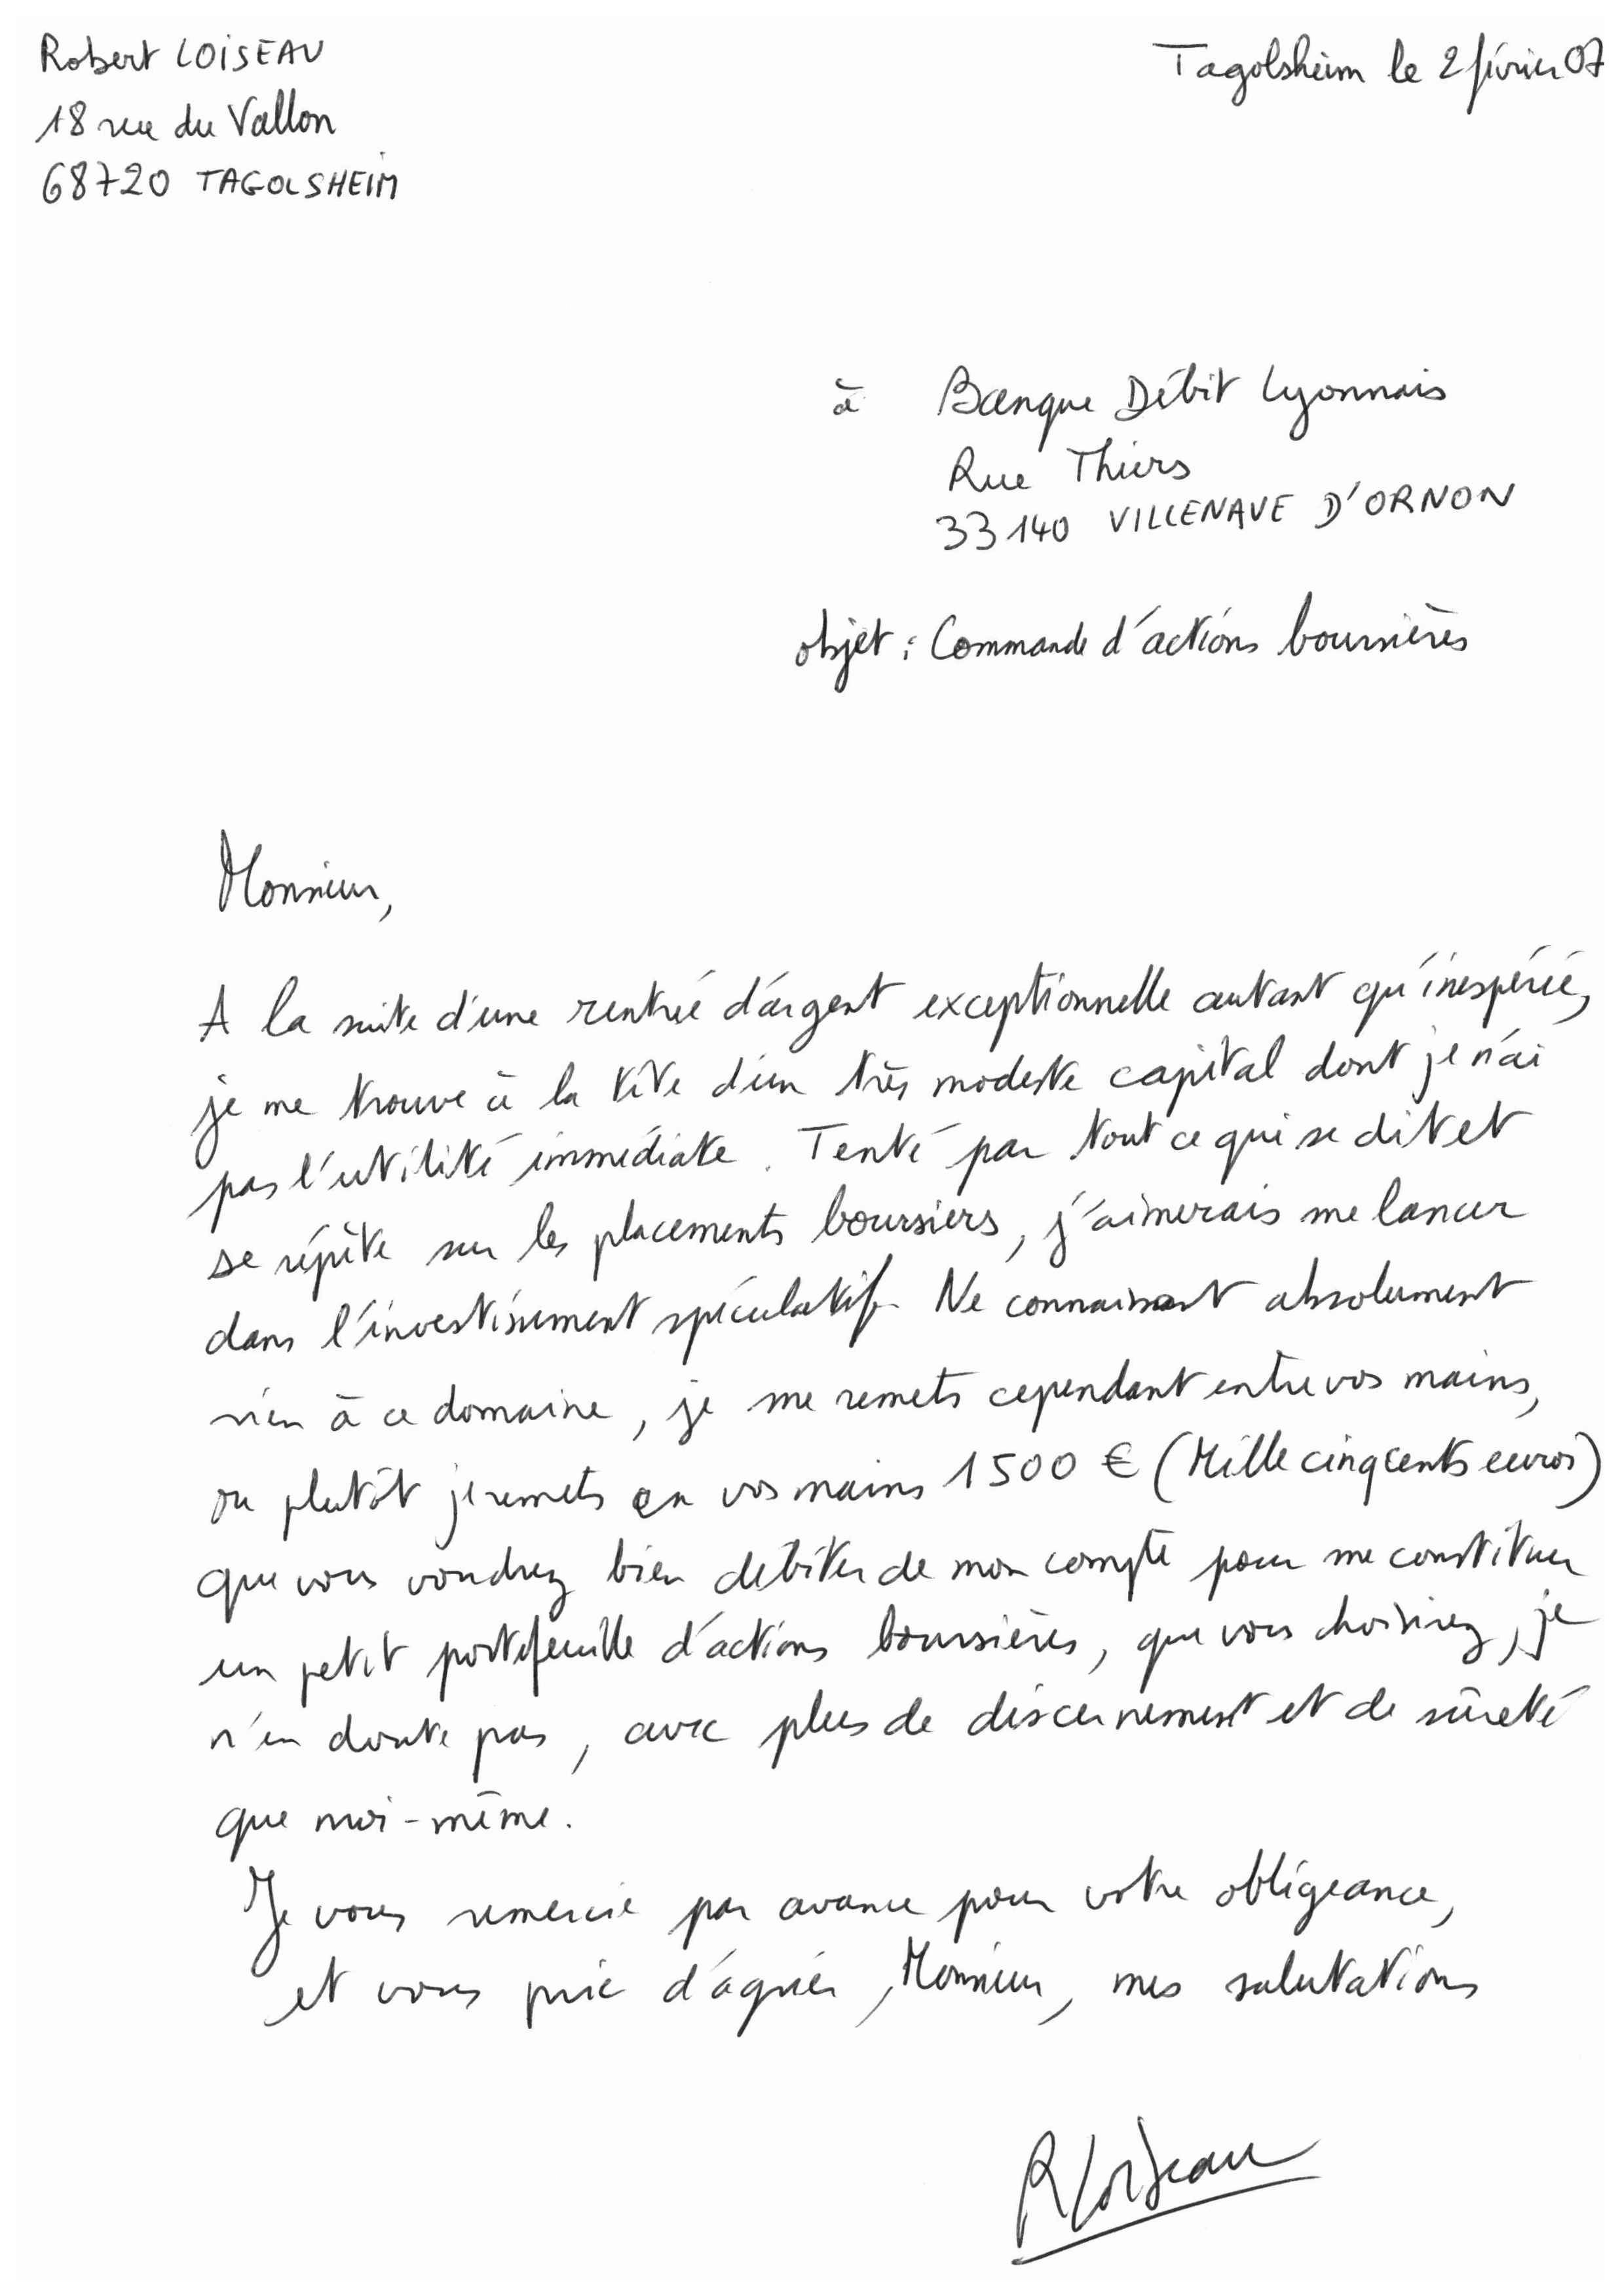 Robert LOISEAU
Tagolsheim le 2 février 07
18 rue du Vallon
68720 TAGOLSHEIM
à Banque Débit Lyonnais
Rue Thiers
33140 VILLENAVE D'ORNON
objet : Commande d'actions boursières
Monsieur,
A la suite d'une rentrée d'argent exceptionnelle autant qu'inespérée,
je me trouve à la tête d'un très modeste capital dont je n'ai
pas l'utilité immédiate. Tenté par tout ce qui se dit et
se répète sur les placements boursiers, j'aimerais me lancer
dans l'investissement spéculatif. Ne connaissant absolument
rien à ce domaine, je me remets cependant entre vos mains,
ou plutôt je remets en vos mains 1500 € (Mille cinq cents euros)
que vous voudrez bien débiter de mon compte pour me constituer
un petit portefeuille d'actions boursières, que vous choisirez, je
n'en doute pas, avec plus de discernement et de sûreté
que moi-même.
Je vous remercie par avance pour votre obligeance,
et vous prie d'agréer, Monsieur, mes salutations
R Loiseau